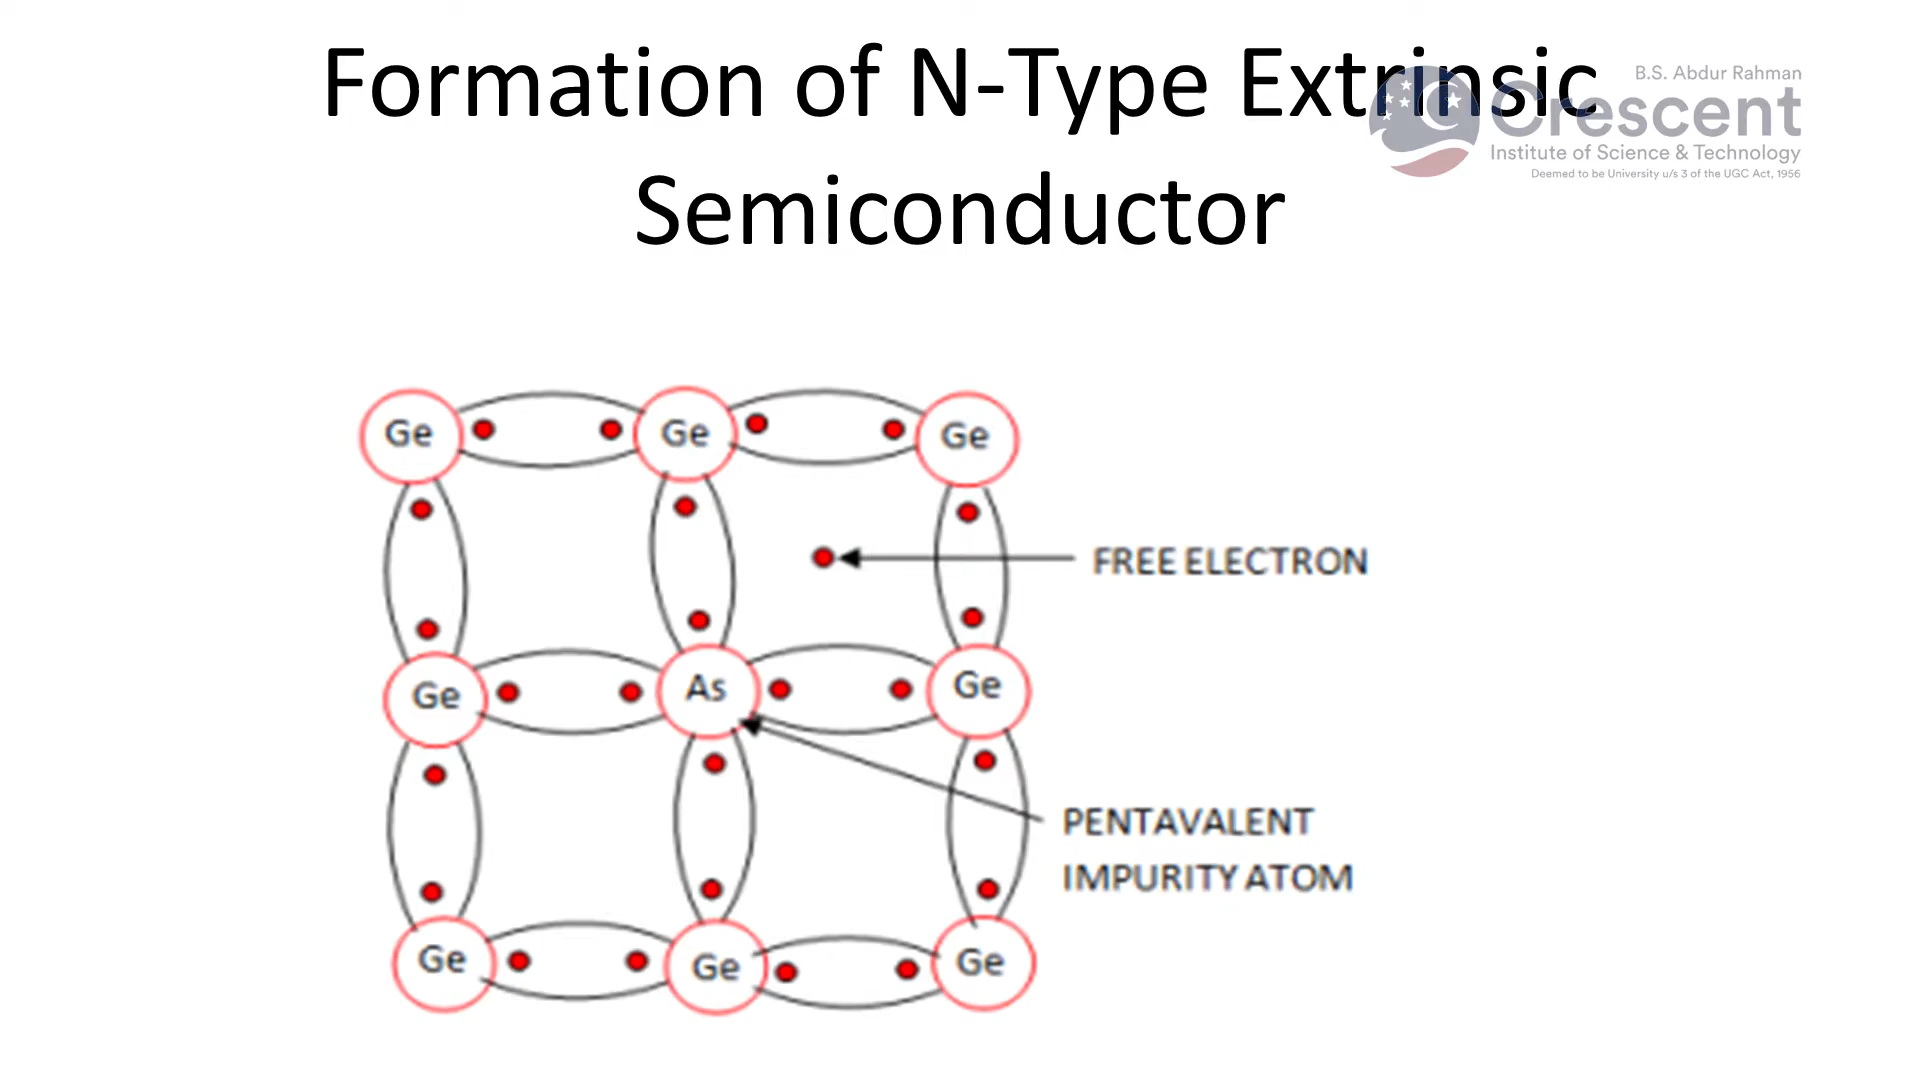 Formation of N-Type Extrinsic
Semiconductor
B.S. Abdur Rahman
Crescent
Institute of Science & Technology
Deemed to be University u/s 3 of the UGC Act, 1956
Ge Ge Ge
FREE ELECTRON
Ge As Ge
PENTAVALENT
IMPURITY ATOM
Ge Ge Ge